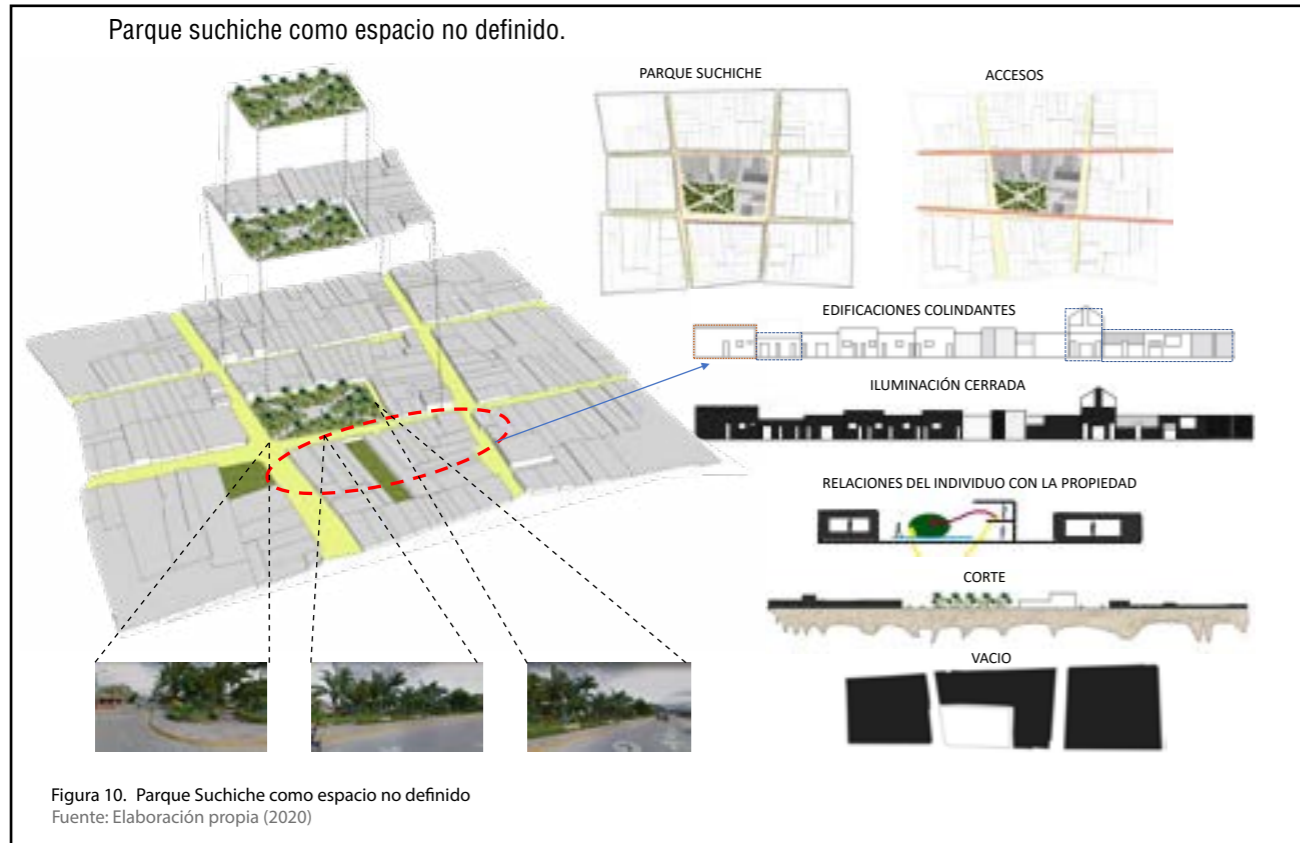 Parque suchiche como espacio no definido.
PARQUE SUCHICHE
ACCESOS
EDIFICACIONES COLINDANTES
ILUMINACIÓN CERRADA
RELACIONES DEL INDIVIDUO CON LA PROPIEDAD
CORTE
VACIO
Figura 10. Parque Suchiche como espacio no definido
Fuente: Elaboración propia (2020)